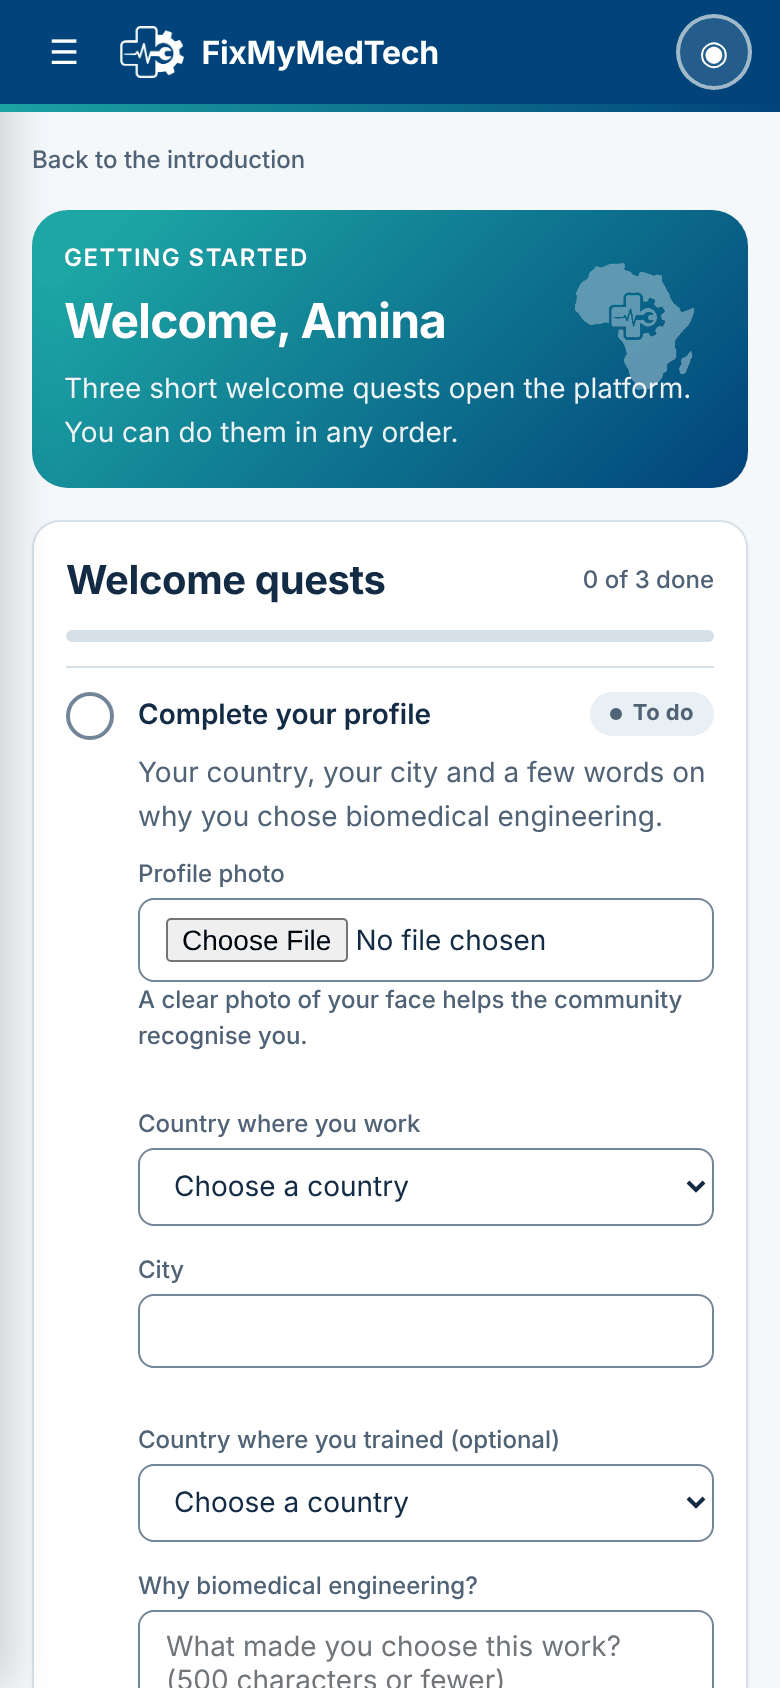 ☰ FixMyMedTech ◉
Back to the introduction
GETTING STARTED
Welcome, Amina
Three short welcome quests open the platform.
You can do them in any order.
Welcome quests 0 of 3 done
Complete your profile To do
Your country, your city and a few words on
why you chose biomedical engineering.
Profile photo
Choose File No file chosen
A clear photo of your face helps the community
recognise you.
Country where you work
Choose a country
City
Country where you trained (optional)
Choose a country
Why biomedical engineering?
What made you choose this work?
(500 characters or fewer)